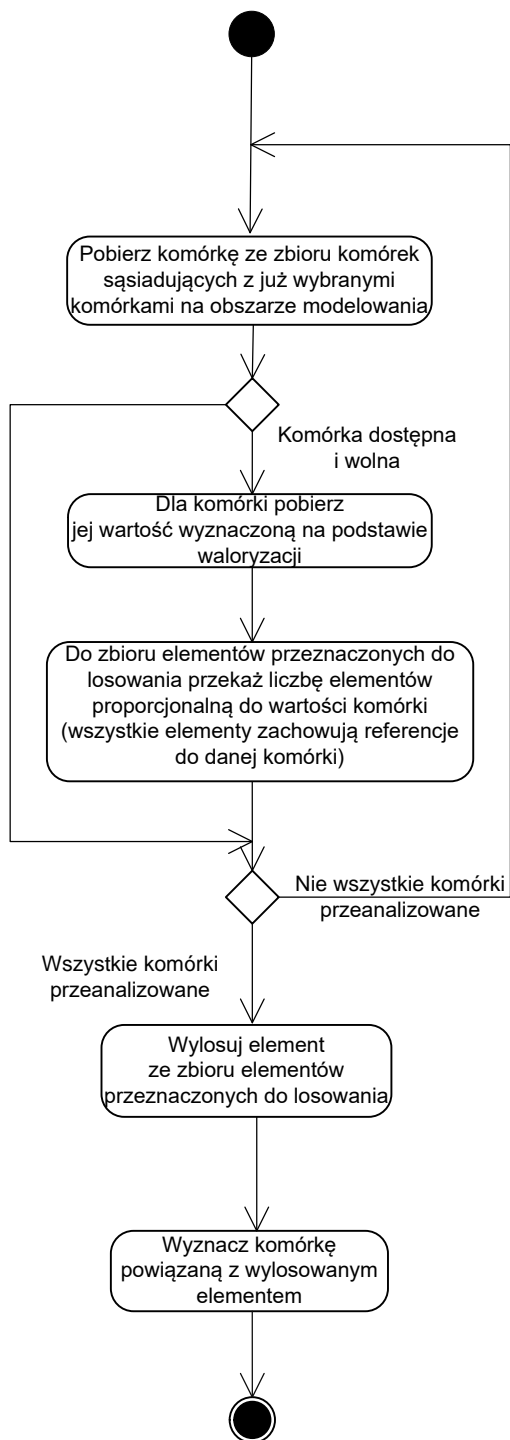 Pobierz komórkę ze zbioru komórek
sąsiadujących z już wybranymi
komórkami na obszarze modelowania
Komórka dostępna
i wolna
Dla komórki pobierz
jej wartość wyznaczoną na podstawie
waloryzacji
Do zbioru elementów przeznaczonych do
losowania przekaż liczbę elementów
proporcjonalną do wartości komórki
(wszystkie elementy zachowują referencje
do danej komórki)
Nie wszystkie komórki
przeanalizowane
Wszystkie komórki
przeanalizowane
Wylosuj element
ze zbioru elementów
przeznaczonych do losowania
Wyznacz komórkę
powiązaną z wylosowanym
elementem